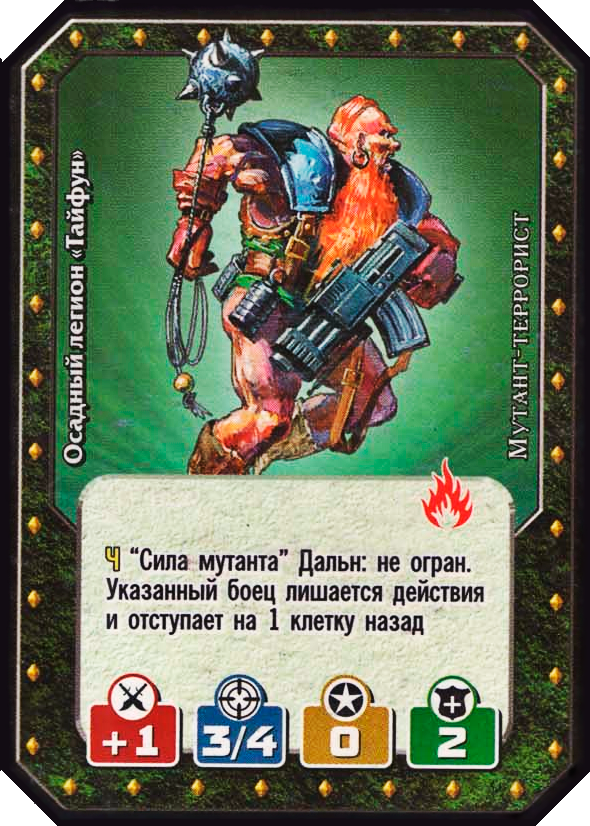 Осадный легион «Тайфун»
Мутант-террорист
Ч "Сила мутанта" Дальн: не огран.
Указанный боец лишается действия
и отступает на 1 клетку назад
+1 3/4 0 2